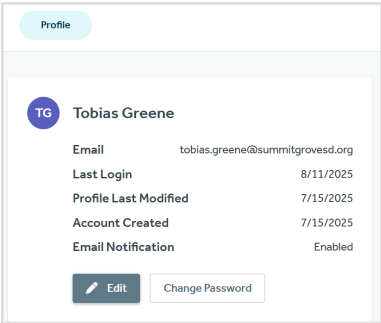 Profile
TG Tobias Greene
Email tobias.greene@summitgrovesd.org
Last Login 8/11/2025
Profile Last Modified 7/15/2025
Account Created 7/15/2025
Email Notification Enabled
Edit Change Password